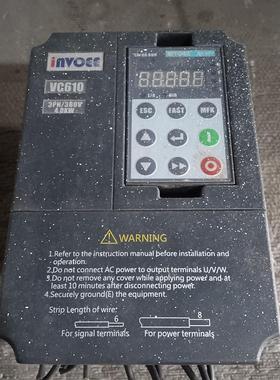 INVOEE
VC610
3PH/380V
4.0KW
ESC
FAST
MFK
WARNING
1.Refer to the instruction manual before installation and
operation.
2.Do not connect AC power to output terminals U/V/W.
3.Do not remove any cover while applying power and at
least 10 minutes after disconnecting power.
4.Securely ground(E) the equipment.
Strip Length of wire:
6
8
For signal terminals
For power terminals